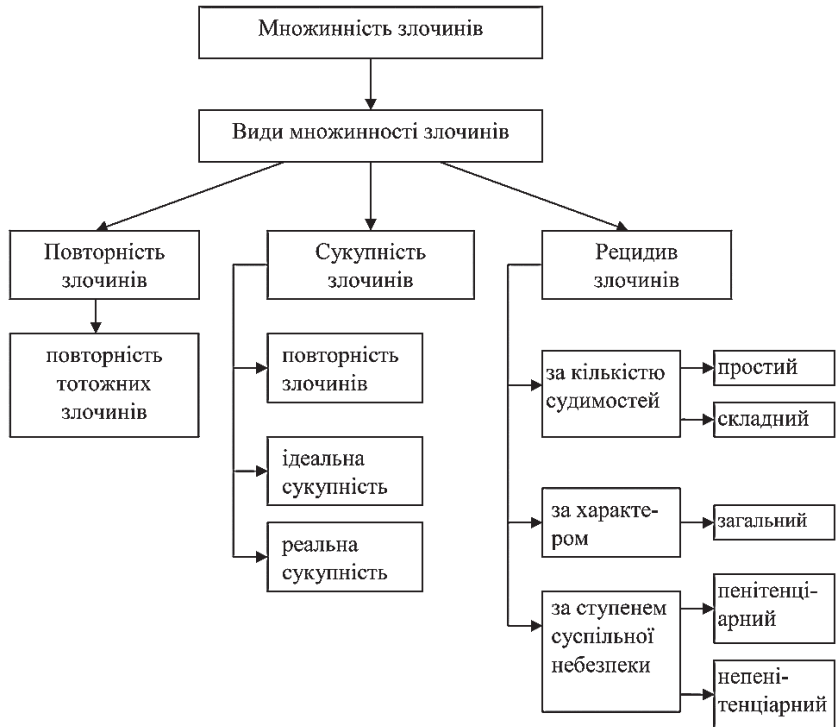 Множинність злочинів
Види множинності злочинів
Повторність
злочинів
повторність
тотожних
злочинів
Сукупність
злочинів
повторність
злочинів
ідеальна
сукупність
реальна
сукупність
Рецидив
злочинів
за кількістю
судимостей
простий
складний
за характе-
ром
загальний
за ступенем
суспільної
небезпеки
пенітенці-
арний
непені-
тенціарний